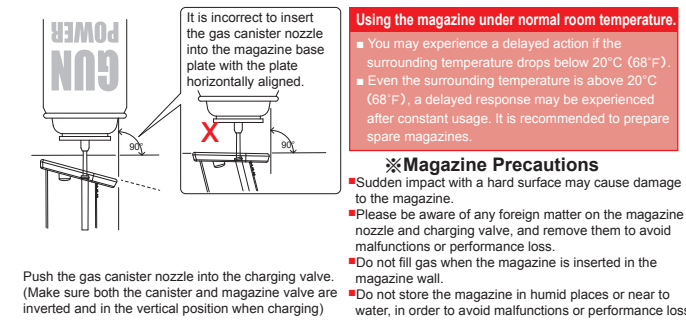 GUN
POWER
90°
It is incorrect to insert
the gas canister nozzle
into the magazine base
plate with the plate
horizontally aligned.
X
90°
Push the gas canister nozzle into the charging valve.
(Make sure both the canister and magazine valve are
inverted and in the vertical position when charging)
Using the magazine under normal room temperature.
■ You may experience a delayed action if the
surrounding temperature drops below 20°C (68°F).
■ Even the surrounding temperature is above 20°C
(68°F), a delayed response may be experienced
after constant usage. It is recommended to prepare
spare magazines.
※Magazine Precautions
■Sudden impact with a hard surface may cause damage
to the magazine.
■Please be aware of any foreign matter on the magazine
nozzle and charging valve, and remove them to avoid
malfunctions or performance loss.
■Do not fill gas when the magazine is inserted in the
magazine wall.
■Do not store the magazine in humid places or near to
water, in order to avoid malfunctions or performance loss